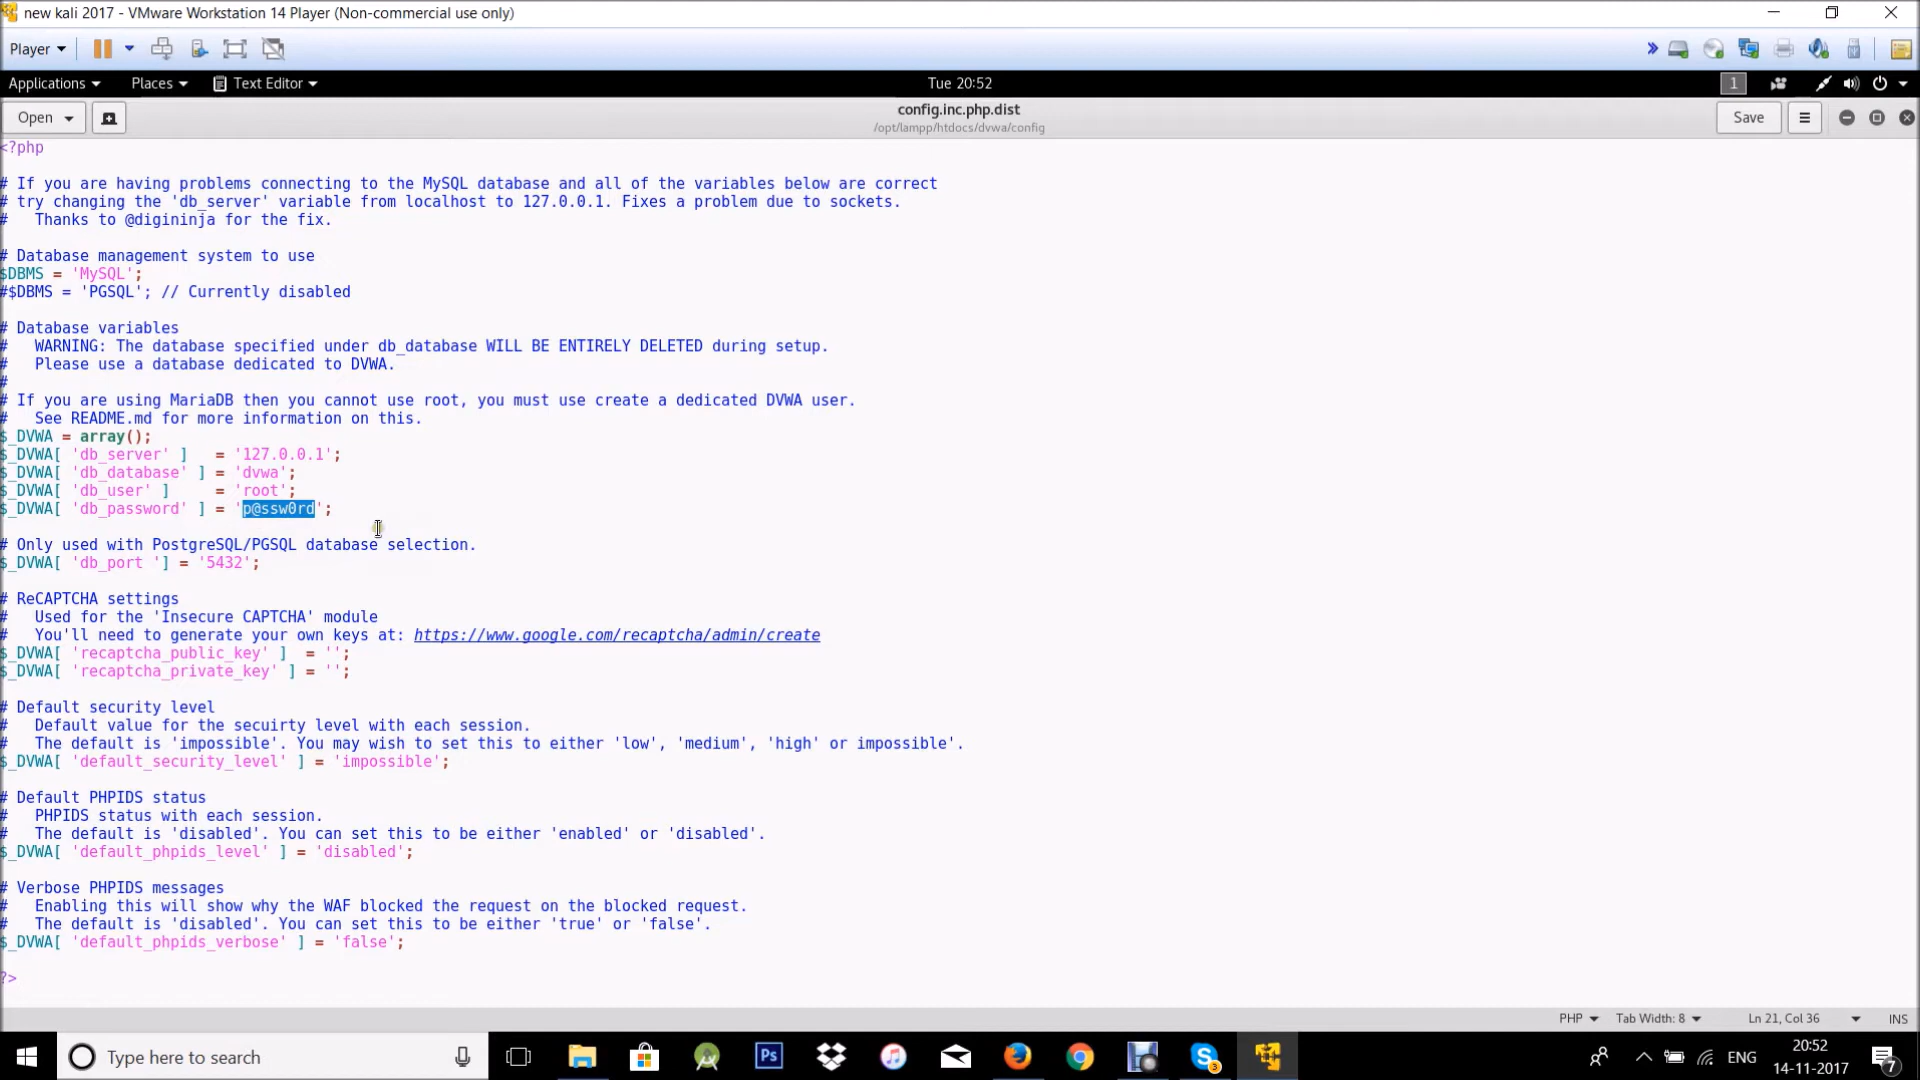 new kali 2017 - VMware Workstation 14 Player (Non-commercial use only)
Player
Applications Places Text Editor Tue 20:52 1
Open config.inc.php.dist Save
/opt/lampp/htdocs/dvwa/config
<?php
# If you are having problems connecting to the MySQL database and all of the variables below are correct
# try changing the 'db_server' variable from localhost to 127.0.0.1. Fixes a problem due to sockets.
#   Thanks to @digininja for the fix.
# Database management system to use
$DBMS = 'MySQL';
#$DBMS = 'PGSQL'; // Currently disabled
# Database variables
#   WARNING: The database specified under db_database WILL BE ENTIRELY DELETED during setup.
#   Please use a database dedicated to DVWA.
#
# If you are using MariaDB then you cannot use root, you must use create a dedicated DVWA user.
#   See README.md for more information on this.
$_DVWA = array();
$_DVWA[ 'db_server' ]   = '127.0.0.1';
$_DVWA[ 'db_database' ] = 'dvwa';
$_DVWA[ 'db_user' ]     = 'root';
$_DVWA[ 'db_password' ] = 'p@ssw0rd';
# Only used with PostgreSQL/PGSQL database selection.
$_DVWA[ 'db_port '] = '5432';
# ReCAPTCHA settings
#   Used for the 'Insecure CAPTCHA' module
#   You'll need to generate your own keys at: https://www.google.com/recaptcha/admin/create
$_DVWA[ 'recaptcha_public_key' ]  = '';
$_DVWA[ 'recaptcha_private_key' ] = '';
# Default security level
#   Default value for the secuirty level with each session.
#   The default is 'impossible'. You may wish to set this to either 'low', 'medium', 'high' or impossible'.
$_DVWA[ 'default_security_level' ] = 'impossible';
# Default PHPIDS status
#   PHPIDS status with each session.
#   The default is 'disabled'. You can set this to be either 'enabled' or 'disabled'.
$_DVWA[ 'default_phpids_level' ] = 'disabled';
# Verbose PHPIDS messages
#   Enabling this will show why the WAF blocked the request on the blocked request.
#   The default is 'disabled'. You can set this to be either 'true' or 'false'.
$_DVWA[ 'default_phpids_verbose' ] = 'false';
?>
PHP Tab Width: 8 Ln 21, Col 36 INS
Type here to search Ps 3 ENG 20:52 7
14-11-2017